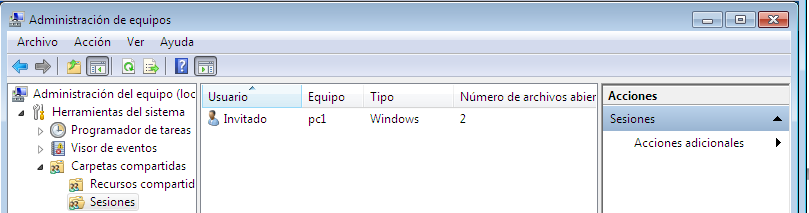 Administración de equipos
Archivo Acción Ver Ayuda
Administración del equipo (loc
Herramientas del sistema
Programador de tareas
Visor de eventos
Carpetas compartidas
Recursos compartid
Sesiones
Usuario Equipo Tipo Número de archivos abier
Invitado pc1 Windows 2
Acciones
Sesiones
Acciones adicionales